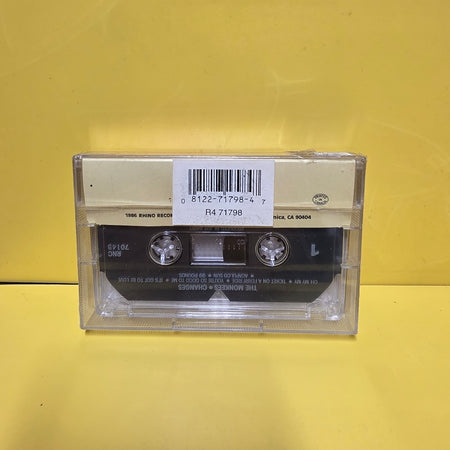 0 8122-71798-4 7
R4 71798
1986 RHINO RECOR
nica, CA 90404
1
RNC
70148
THE MONKEES • CHANGES
OH MY MY • TICKET ON A FERRY RIDE • YOU'RE SO GOOD TO ME • IT'S GOT TO BE LOVE
• ACAPULCO SUN • 99 POUNDS